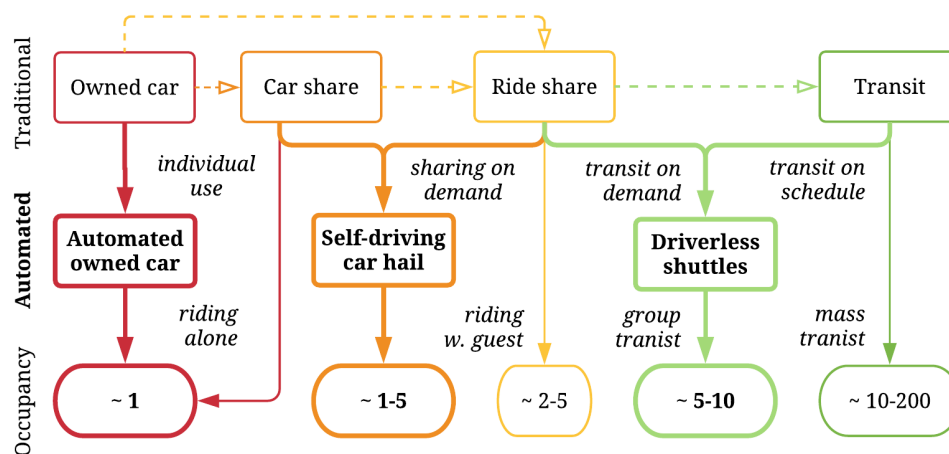 Traditional
Owned car
Car share
Ride share
Transit
individual
use
sharing on
demand
transit on
demand
transit on
schedule
Automated
Automated
owned car
Self-driving
car hail
Driverless
shuttles
riding
alone
riding
w. guest
group
tranist
mass
tranist
Occupancy
~ 1
~ 1-5
~ 2-5
~ 5-10
~ 10-200